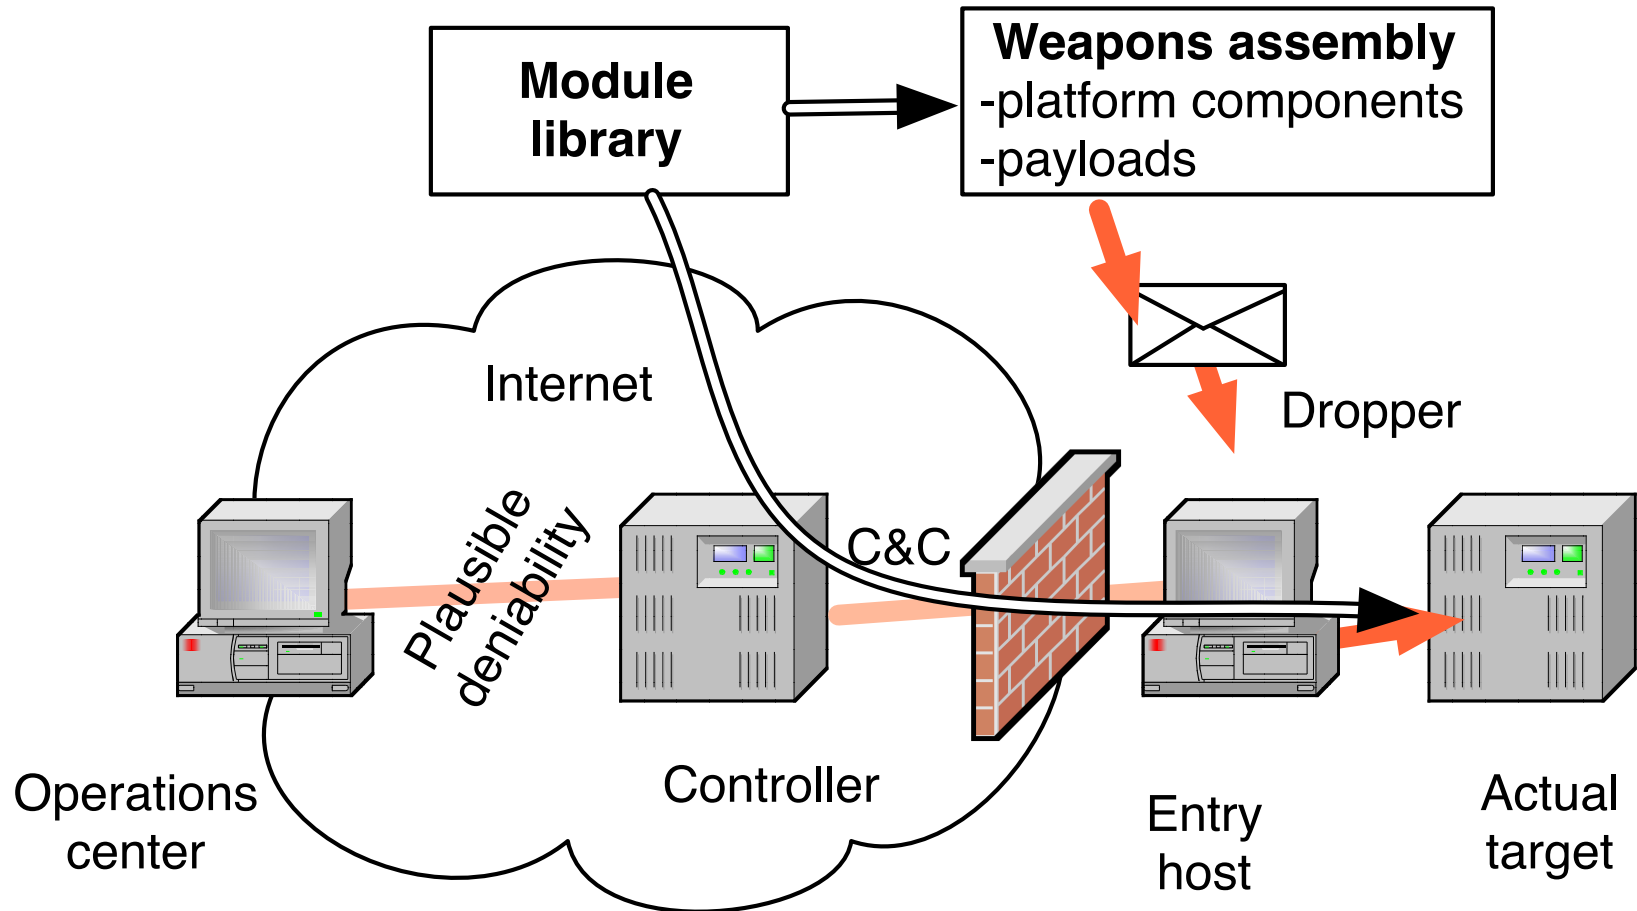 Module
library
Weapons assembly
-platform components
-payloads
Internet
Dropper
Plausible
deniability
C&C
Operations
center
Controller
Entry
host
Actual
target